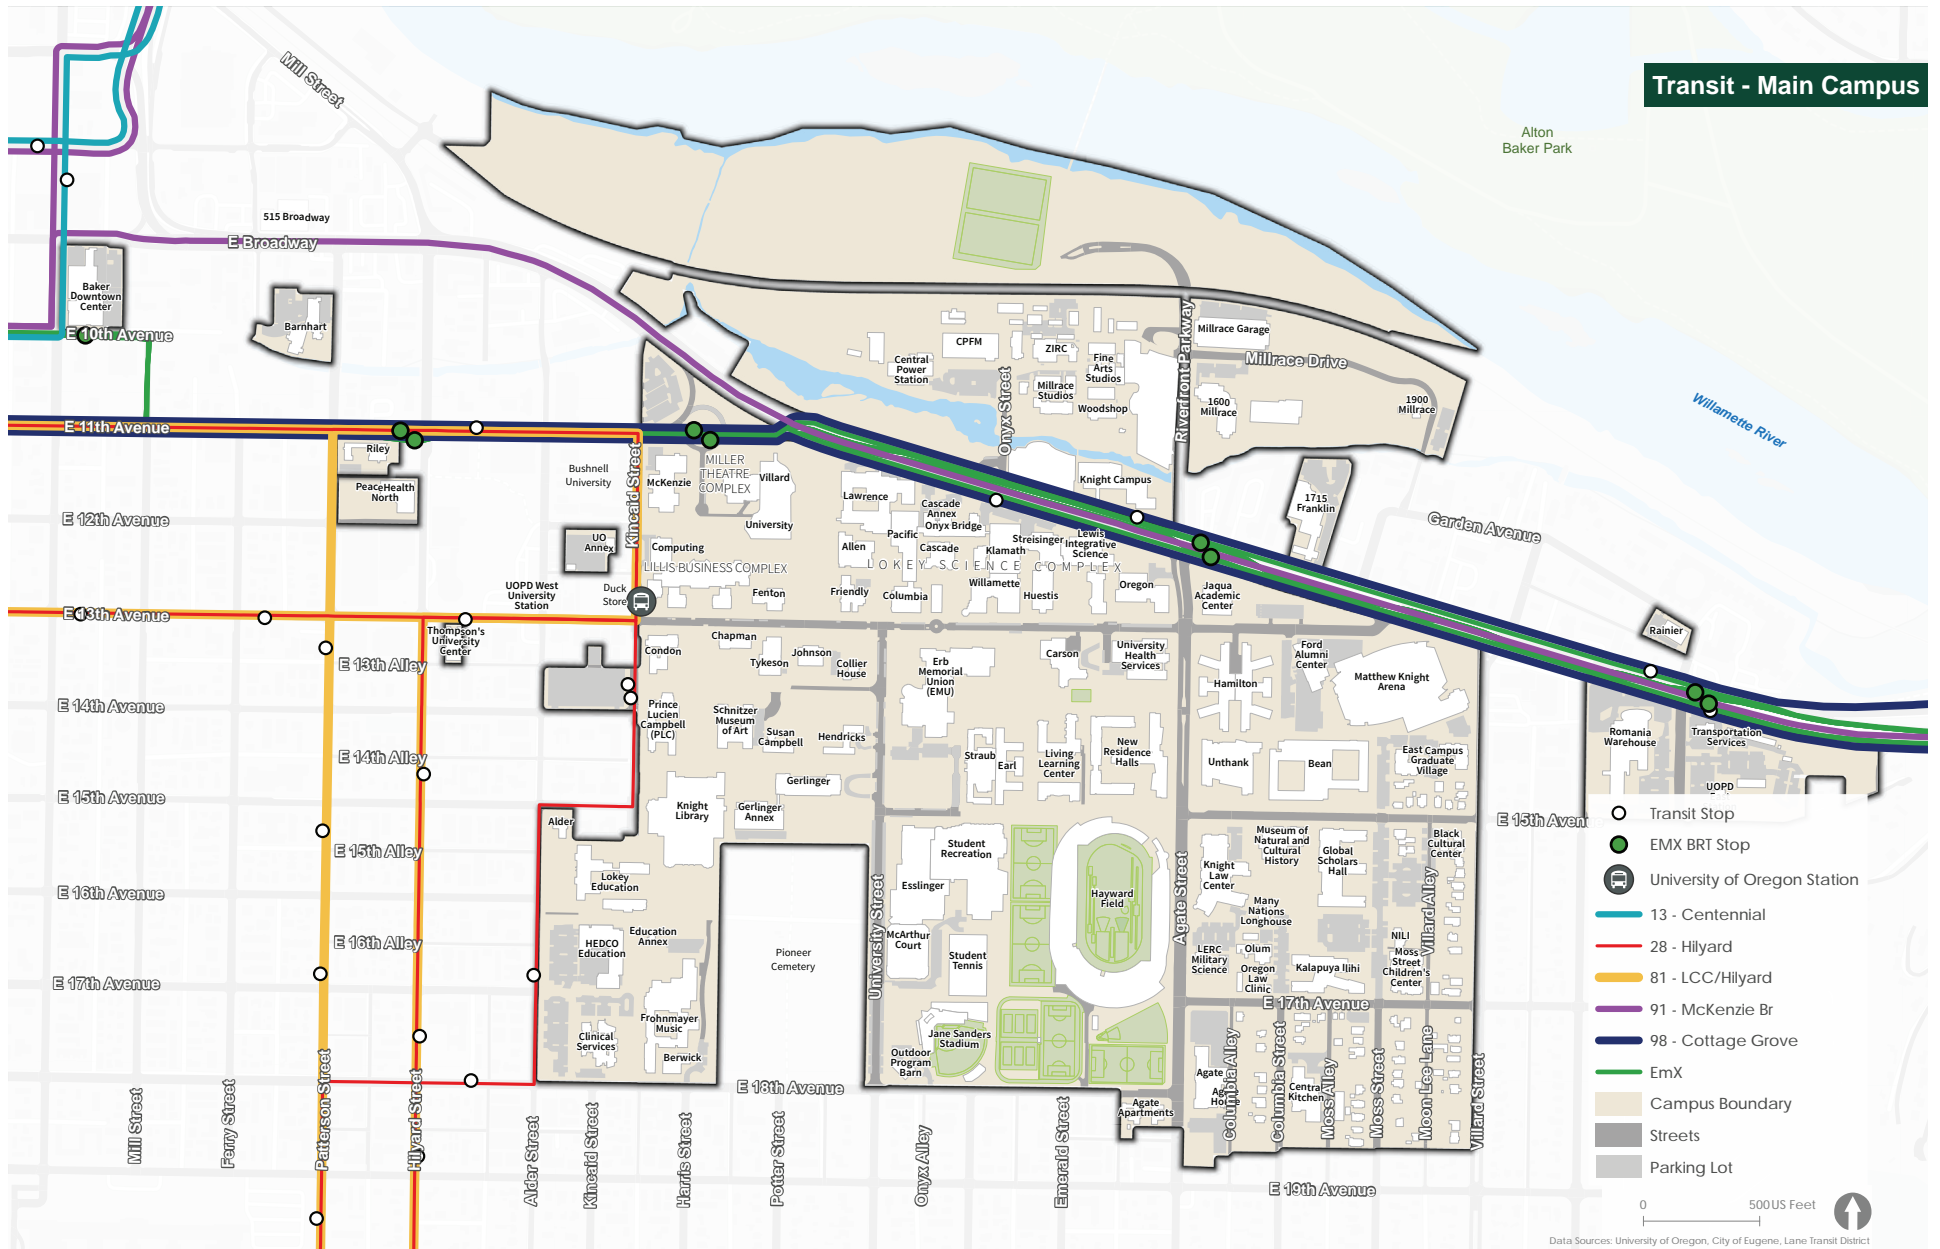 Transit - Main Campus
Mill Street
Alton
Baker Park
515 Broadway
E Broadway
Baker
Downtown
Center
E 10th Avenue
Barnhart
Millrace Garage
Millrace Drive
Riverfront Parkway
CPFM
ZIRC
Central
Power
Station
Fine
Arts
Studios
Millrace
Studios
Woodshop
Onyx Street
1600
Millrace
1900
Millrace
Willamette River
E 11th Avenue
Riley
PeaceHealth
North
Bushnell
University
Kincaid Street
McKenzie
MILLER
THEATRE
COMPLEX
Villard
University
Lawrence
Cascade
Annex
Onyx Bridge
Knight Campus
1715
Franklin
Garden Avenue
E 12th Avenue
UO
Annex
Computing
LILLIS BUSINESS COMPLEX
Allen
Pacific
Cascade
Klamath
Streisinger
Lewis
Integrative
Science
LOKEY SCIENCE COMPLEX
UOPD West
University
Station
Duck
Store
Fenton
Friendly
Columbia
Willamette
Huestis
Oregon
Jaqua
Academic
Center
Rainier
E 13th Avenue
Thompson's
University
Center
E 13th Alley
Condon
Chapman
Tykeson
Johnson
Collier
House
Erb
Memorial
Union
(EMU)
Carson
University
Health
Services
Hamilton
Ford
Alumni
Center
Matthew Knight
Arena
E 14th Avenue
Prince
Lucien
Campbell
(PLC)
Schnitzer
Museum
of Art
Susan
Campbell
Hendricks
Straub
Earl
Living
Learning
Center
New
Residence
Halls
Unthank
Bean
East Campus
Graduate
Village
Romania
Warehouse
Transportation
Services
UOPD
E 14th Alley
E 15th Avenue
Gerlinger
Knight
Library
Gerlinger
Annex
Alder
E 15th Alley
Lokey
Education
Student
Recreation
Esslinger
Hayward
Field
Agate Street
Museum of
Natural and
Cultural
History
Knight
Law
Center
Global
Scholars
Hall
Black
Cultural
Center
Villard Alley
E 16th Avenue
University Street
Many
Nations
Longhouse
E 16th Alley
HEDCO
Education
Education
Annex
Pioneer
Cemetery
McArthur
Court
Student
Tennis
LERC
Military
Science
Olum
Oregon
Law
Clinic
Kalapuya Ilihi
NILI
Moss
Street
Children's
Center
E 17th Avenue
E 17th Avenue
Frohnmayer
Music
Clinical
Services
Berwick
Jane Sanders
Stadium
Outdoor
Program
Barn
Agate
Central
Kitchen
E 18th Avenue
Agate
Apartments
Mill Street
Ferry Street
Patterson Street
Hilyard Street
Alder Street
Kincaid Street
Harris Street
Potter Street
Onyx Alley
Emerald Street
Columbia Alley
Columbia Street
Moss Alley
Moss Street
Moon Lee Lane
Villard Street
E 19th Avenue
E 15th Aven
Transit Stop
EMX BRT Stop
University of Oregon Station
13 - Centennial
28 - Hilyard
81 - LCC/Hilyard
91 - McKenzie Br
98 - Cottage Grove
EmX
Campus Boundary
Streets
Parking Lot
0 500 US Feet
Data Sources: University of Oregon, City of Eugene, Lane Transit District